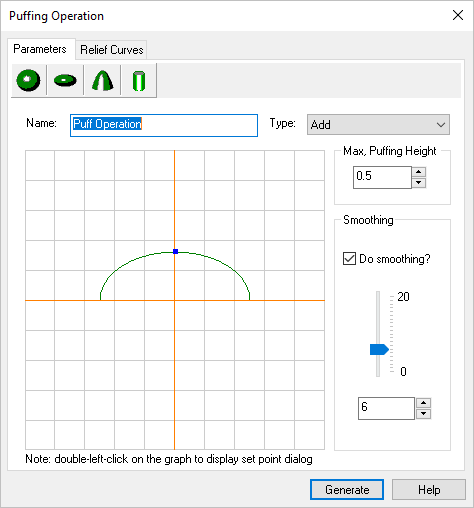 Puffing Operation
Parameters
Relief Curves
Name:
Puff Operation
Type:
Add
Max, Puffing Height
0.5
Smoothing
Do smoothing?
20
0
6
Note: double-left-click on the graph to display set point dialog
Generate
Help